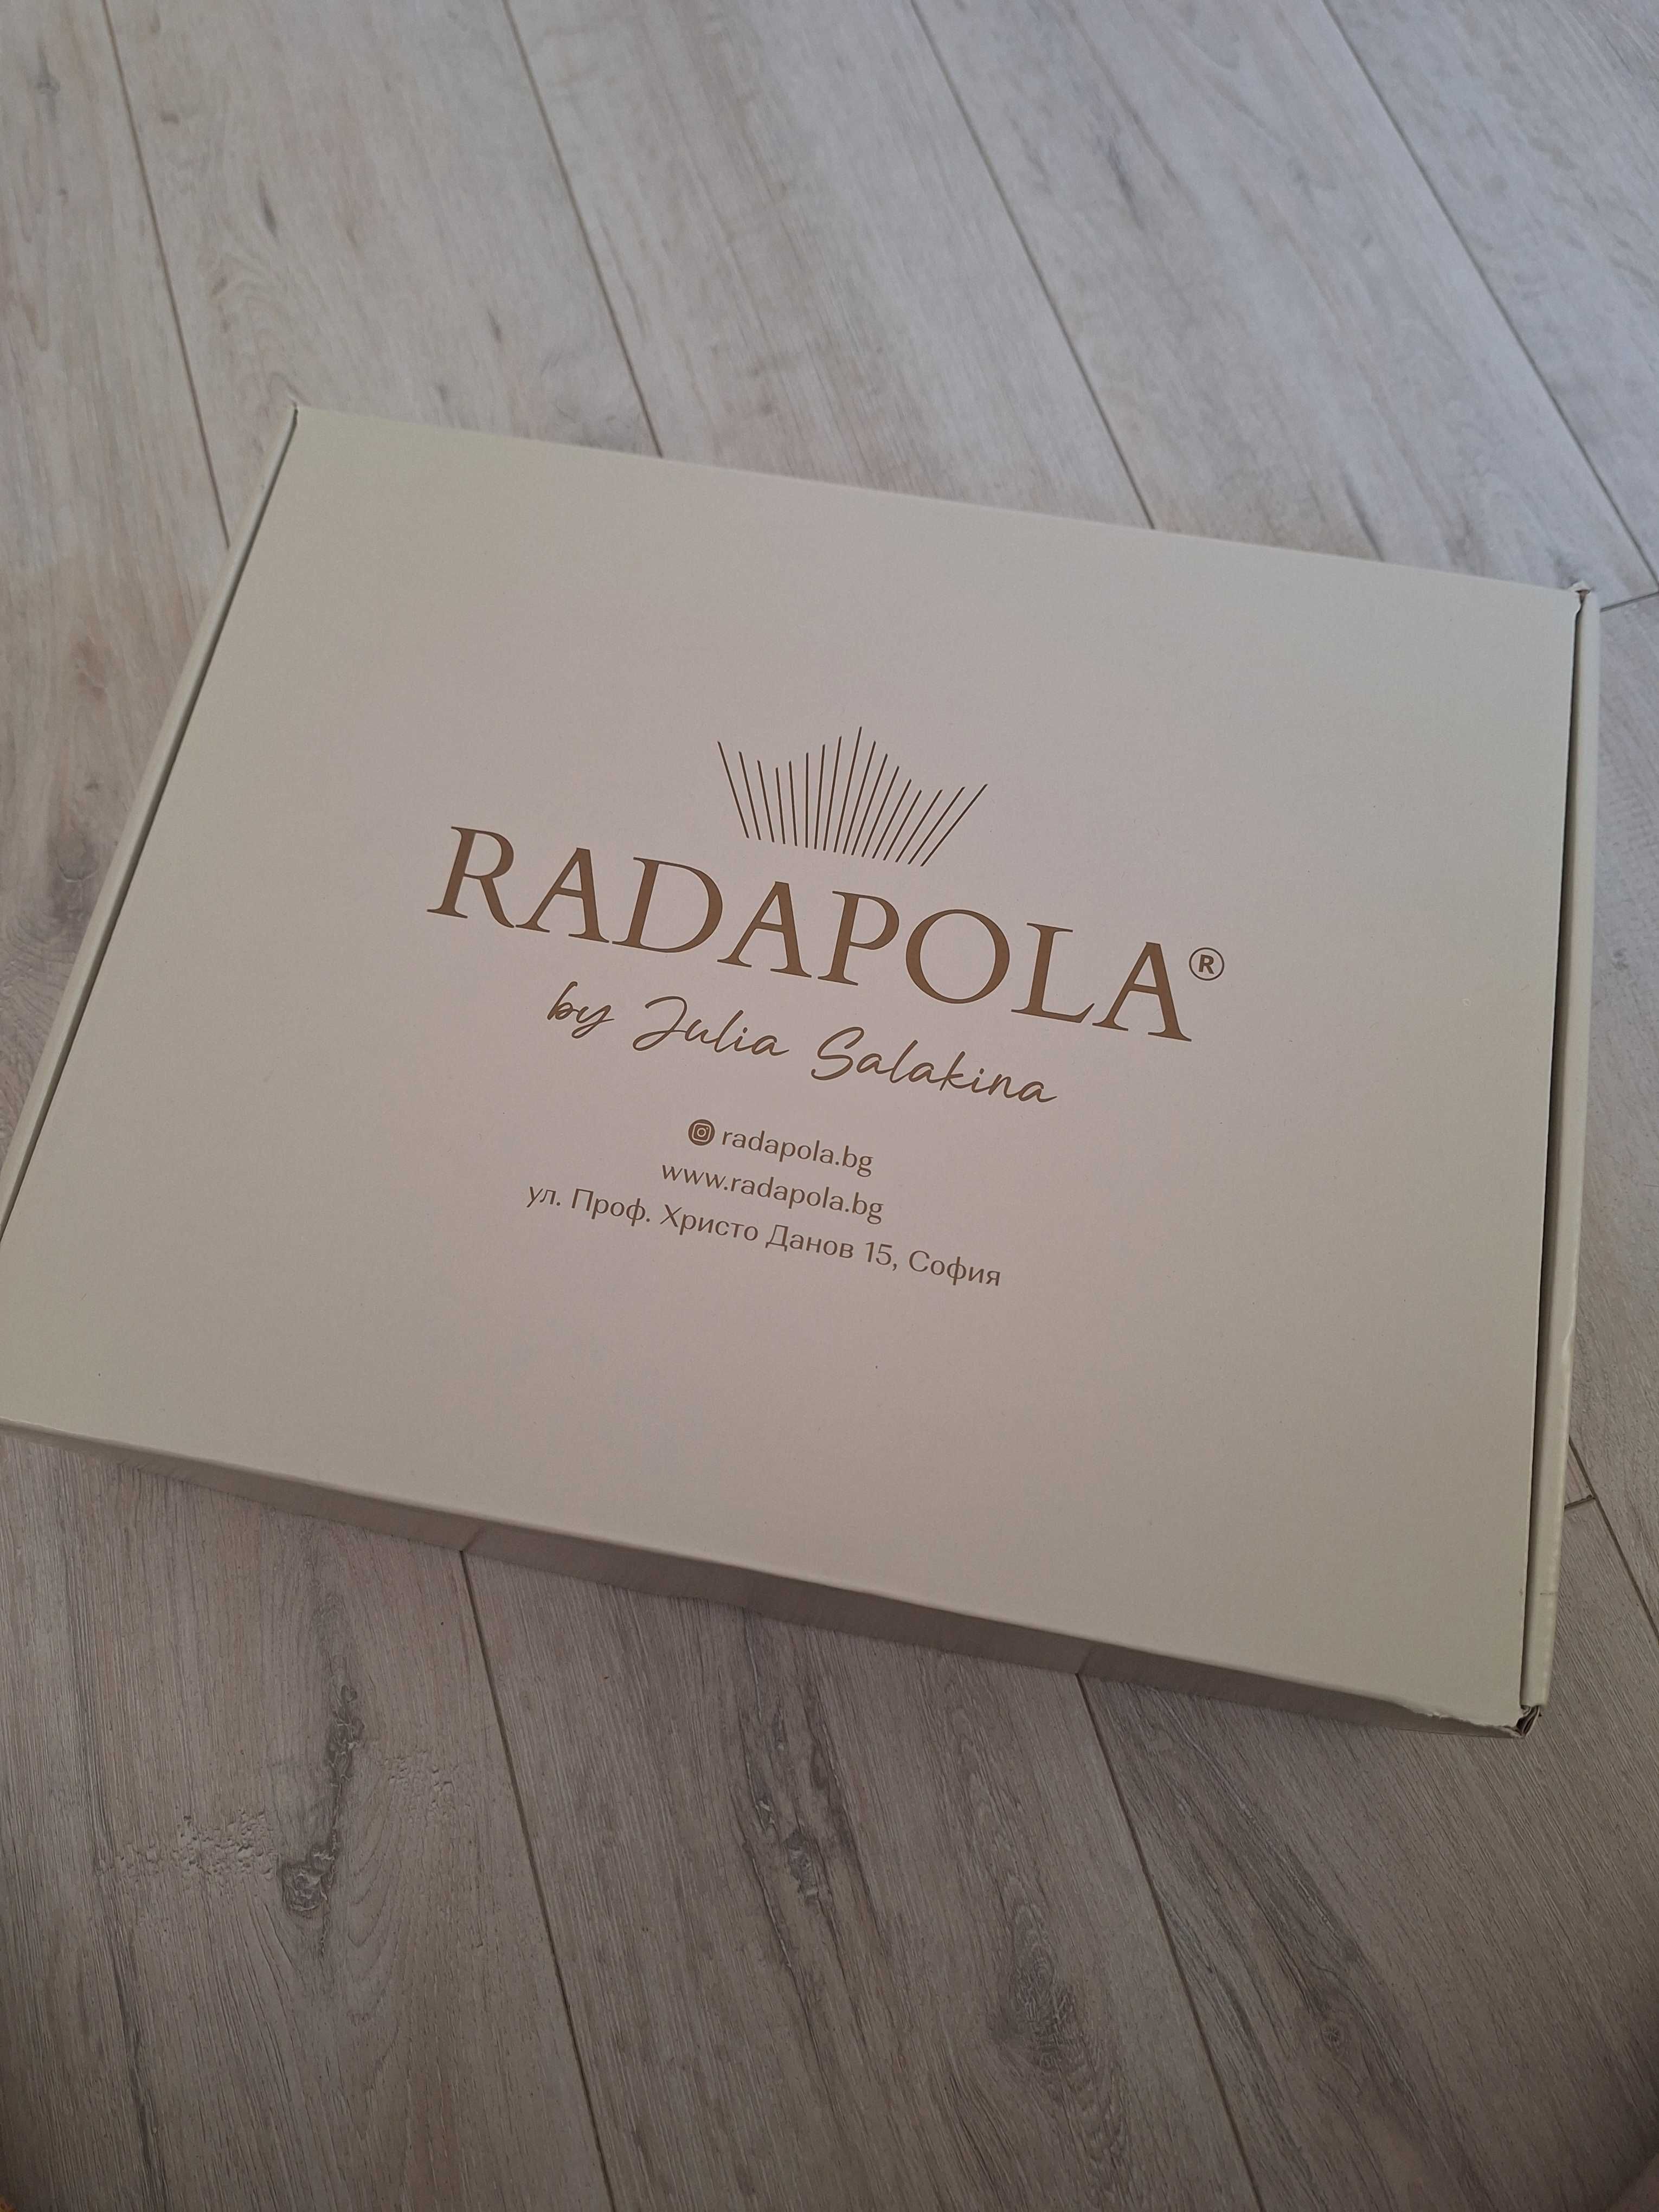 RADAPOLA®
by Julia Salakina
radapola.bg
www.radapola.bg
ул. Проф. Христо Данов 15, София